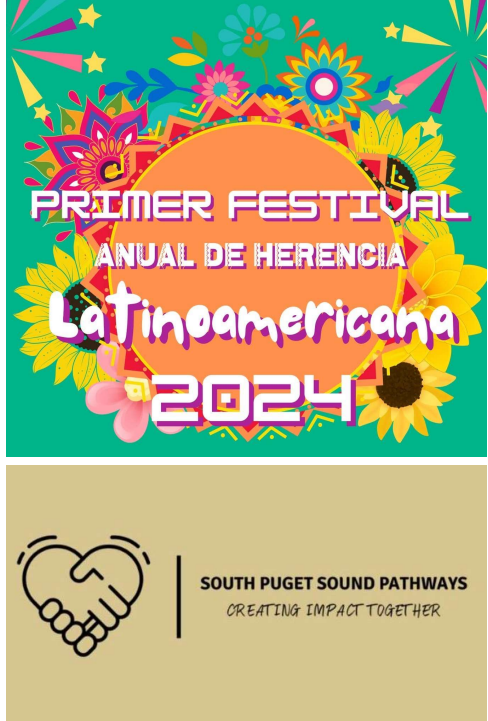 PRIMER FESTIVAL
ANUAL DE HERENCIA
Latinoamericana
2024
SOUTH PUGET SOUND PATHWAYS
CREATING IMPACT TOGETHER